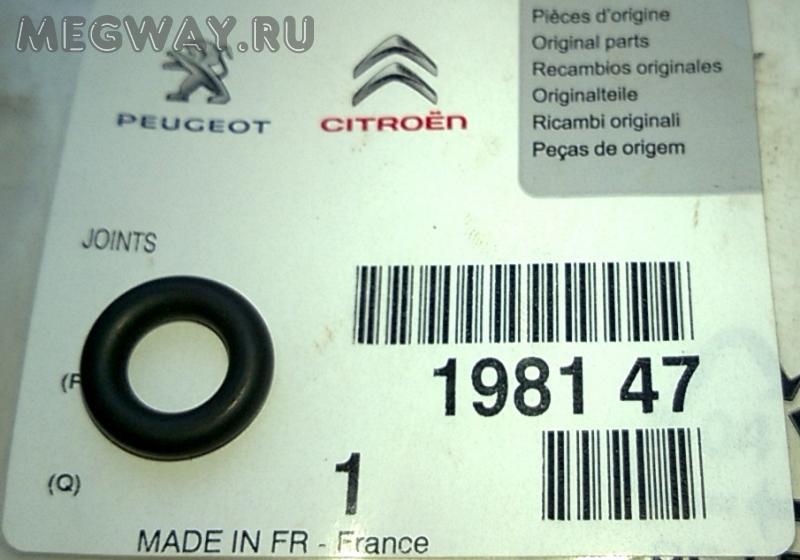 MEGWAY.RU
PEUGEOT
CITROËN
Pièces d'origine
Original parts
Recambios originales
Originalteile
Ricambi originali
Peças de origem
JOINTS
1981 47
(Q)
1
MADE IN FR - France